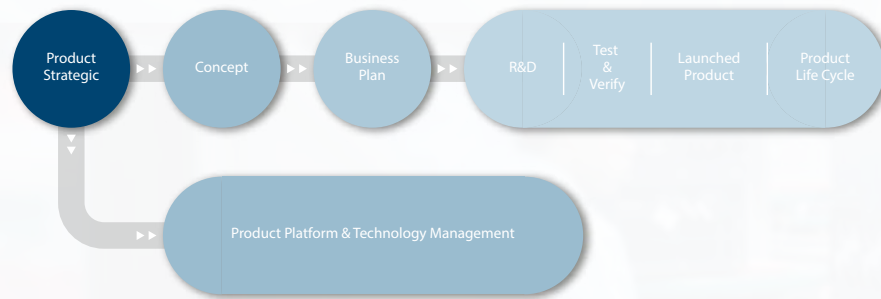 Product
Strategic
Concept
Business
Plan
R&D
Test
&
Verify
Launched
Product
Product
Life Cycle
Product Platform & Technology Management